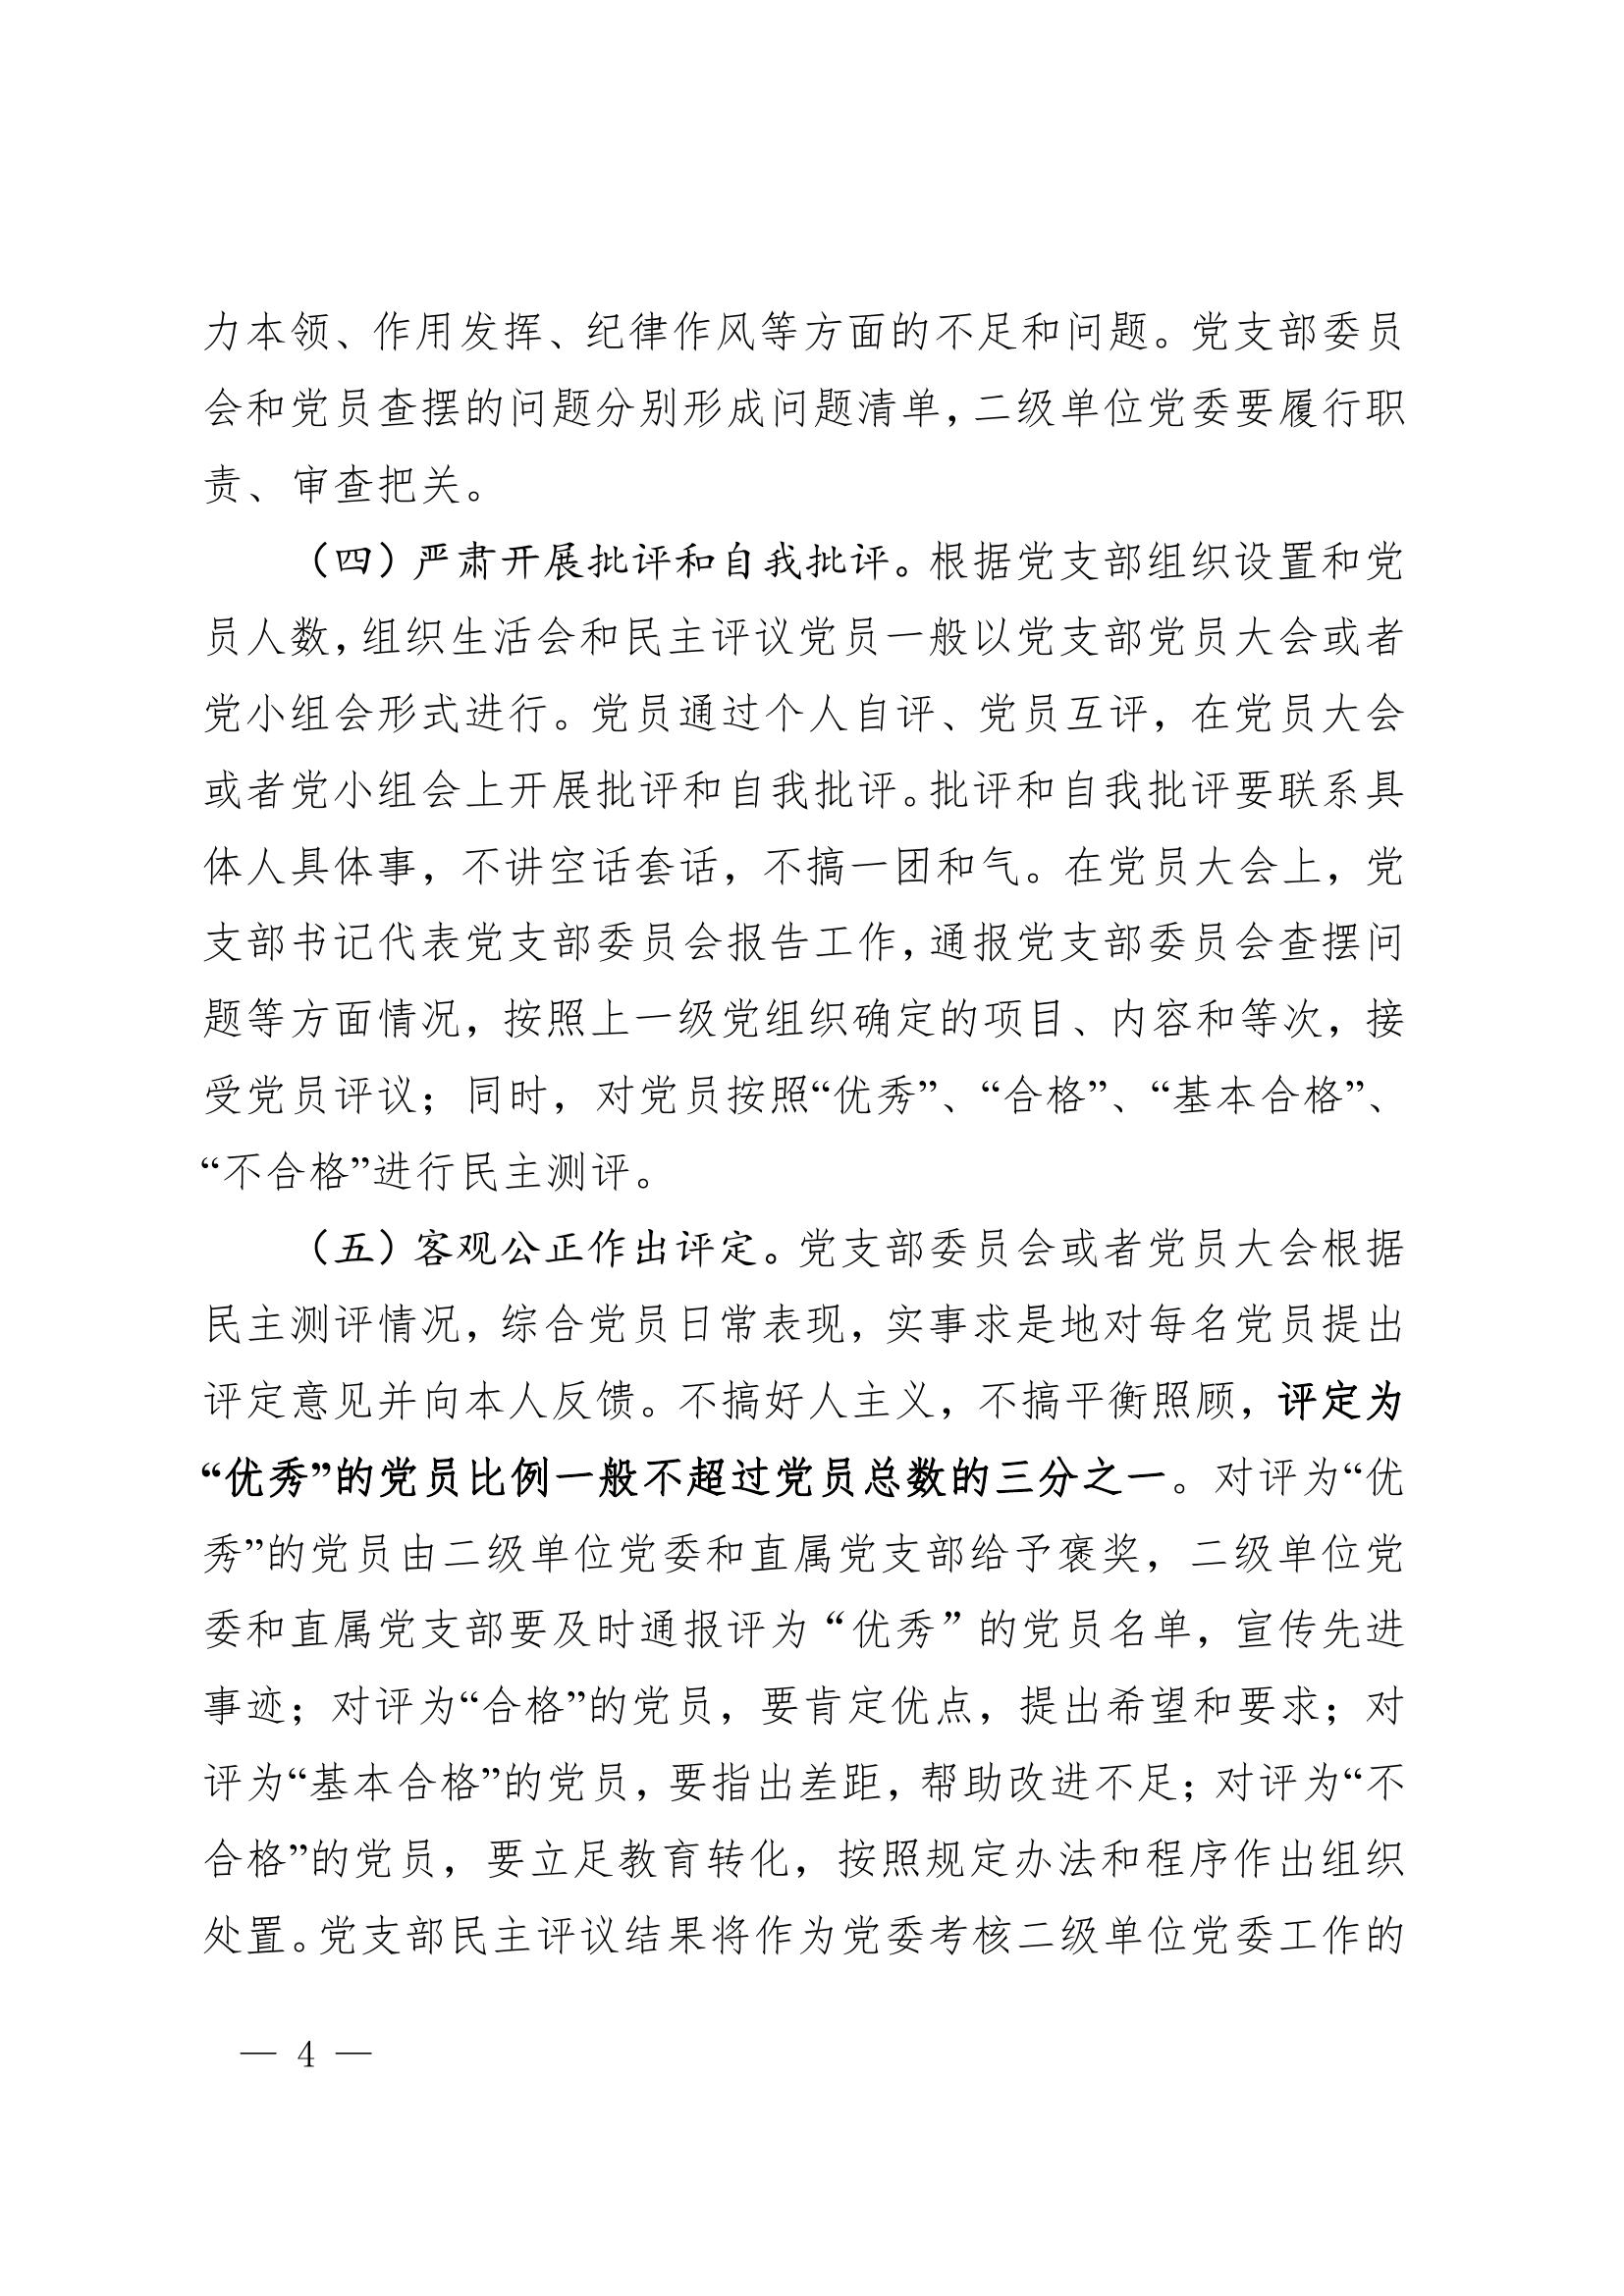 力本领、作用发挥、纪律作风等方面的不足和问题。党支部委员
会和党员查摆的问题分别形成问题清单，二级单位党委要履行职
责、审查把关。
（四）严肃开展批评和自我批评。根据党支部组织设置和党
员人数，组织生活会和民主评议党员一般以党支部党员大会或者
党小组会形式进行。党员通过个人自评、党员互评，在党员大会
或者党小组会上开展批评和自我批评。批评和自我批评要联系具
体人具体事，不讲空话套话，不搞一团和气。在党员大会上，党
支部书记代表党支部委员会报告工作，通报党支部委员会查摆问
题等方面情况，按照上一级党组织确定的项目、内容和等次，接
受党员评议；同时，对党员按照“优秀”、“合格”、“基本合格”、
“不合格”进行民主测评。
（五）客观公正作出评定。党支部委员会或者党员大会根据
民主测评情况，综合党员日常表现，实事求是地对每名党员提出
评定意见并向本人反馈。不搞好人主义，不搞平衡照顾，评定为
“优秀”的党员比例一般不超过党员总数的三分之一。对评为“优
秀”的党员由二级单位党委和直属党支部给予褒奖，二级单位党
委和直属党支部要及时通报评为“优秀”的党员名单，宣传先进
事迹；对评为“合格”的党员，要肯定优点，提出希望和要求；对
评为“基本合格”的党员，要指出差距，帮助改进不足；对评为“不
合格”的党员，要立足教育转化，按照规定办法和程序作出组织
处置。党支部民主评议结果将作为党委考核二级单位党委工作的
— 4 —